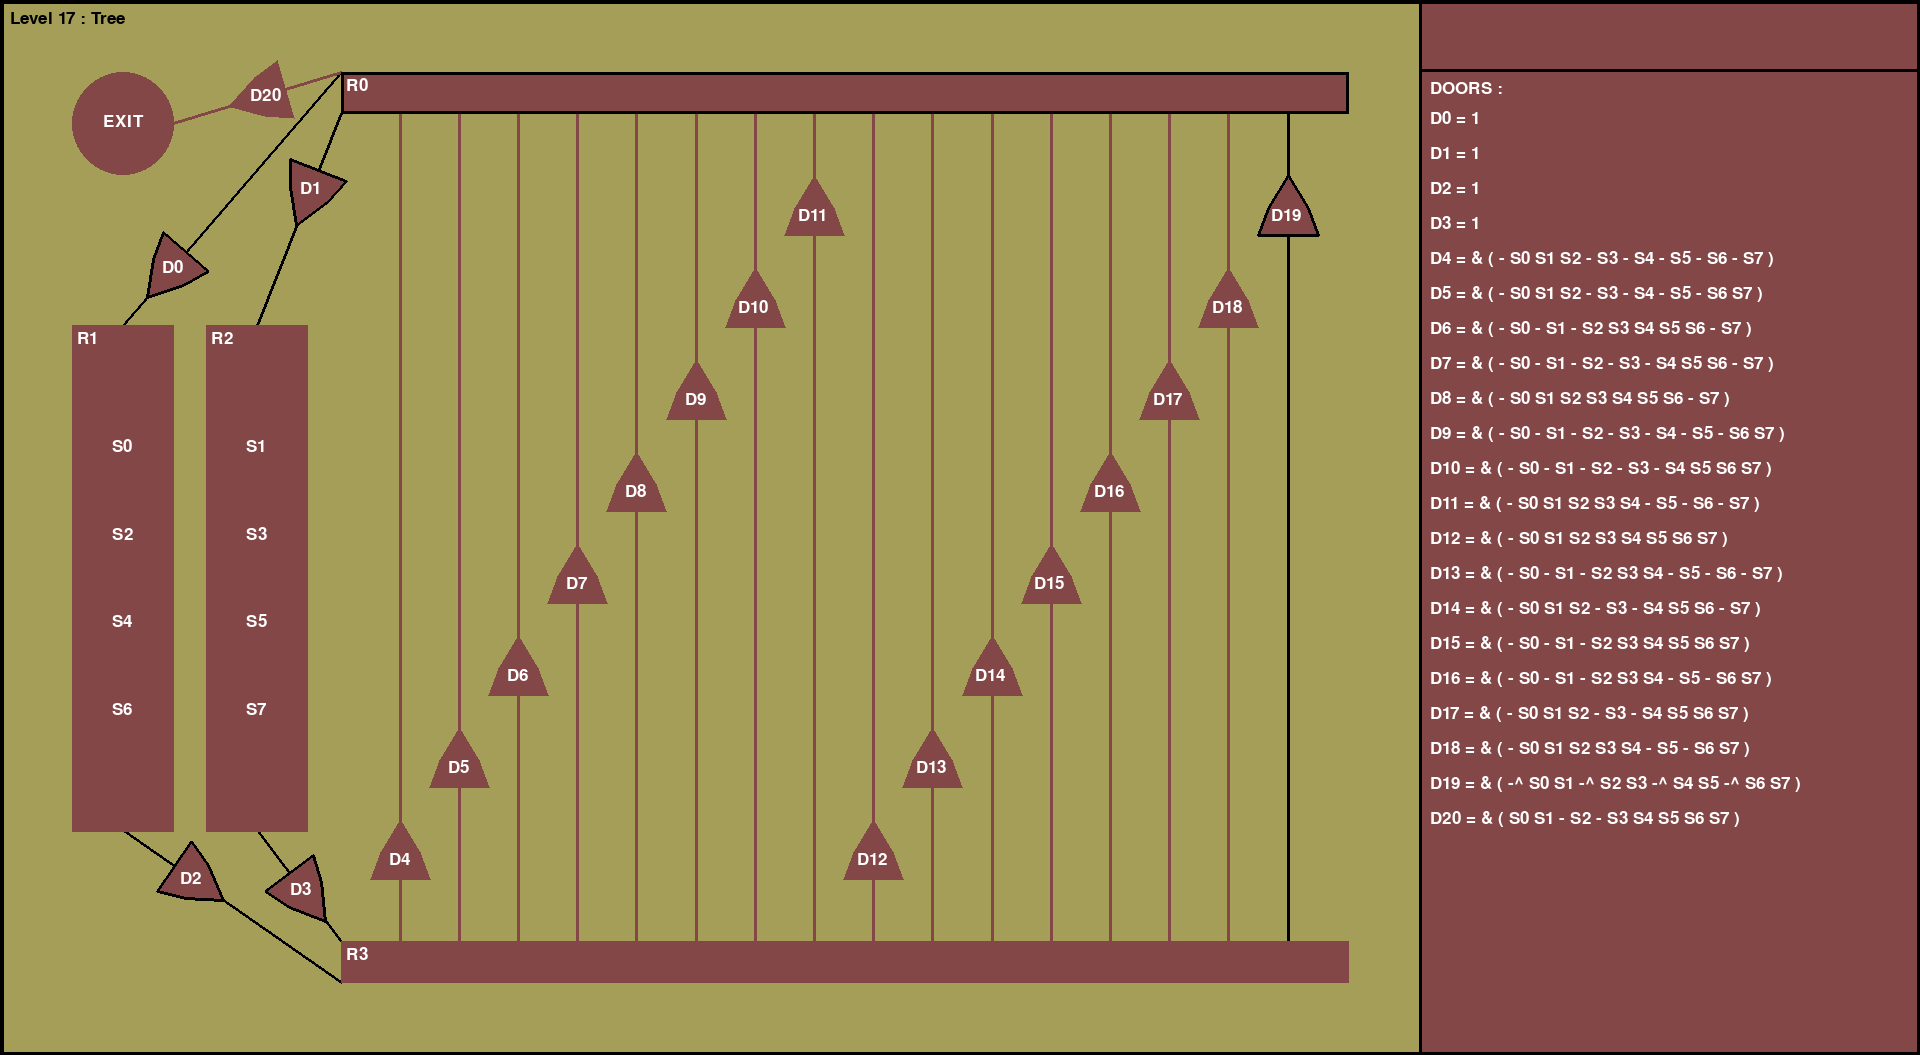 Level 17 : Tree
EXIT
D20
R0
D1
D0
D11
D19
D10
D18
R1
R2
D9
D17
S0
S1
D8
D16
S2
S3
D7
D15
S4
S5
D6
D14
S6
S7
D5
D13
D4
D12
D2
D3
R3
DOORS :
D0 = 1
D1 = 1
D2 = 1
D3 = 1
D4 = & ( - S0 S1 S2 - S3 - S4 - S5 - S6 - S7 )
D5 = & ( - S0 S1 S2 - S3 - S4 - S5 - S6 S7 )
D6 = & ( - S0 - S1 - S2 S3 S4 S5 S6 - S7 )
D7 = & ( - S0 - S1 - S2 - S3 - S4 S5 S6 - S7 )
D8 = & ( - S0 S1 S2 S3 S4 S5 S6 - S7 )
D9 = & ( - S0 - S1 - S2 - S3 - S4 - S5 - S6 S7 )
D10 = & ( - S0 - S1 - S2 - S3 - S4 S5 S6 S7 )
D11 = & ( - S0 S1 S2 S3 S4 - S5 - S6 - S7 )
D12 = & ( - S0 S1 S2 S3 S4 S5 S6 S7 )
D13 = & ( - S0 - S1 - S2 S3 S4 - S5 - S6 - S7 )
D14 = & ( - S0 S1 S2 - S3 - S4 S5 S6 - S7 )
D15 = & ( - S0 - S1 - S2 S3 S4 S5 S6 S7 )
D16 = & ( - S0 - S1 - S2 S3 S4 - S5 - S6 S7 )
D17 = & ( - S0 S1 S2 - S3 - S4 S5 S6 S7 )
D18 = & ( - S0 S1 S2 S3 S4 - S5 - S6 S7 )
D19 = & ( -^ S0 S1 -^ S2 S3 -^ S4 S5 -^ S6 S7 )
D20 = & ( S0 S1 - S2 - S3 S4 S5 S6 S7 )